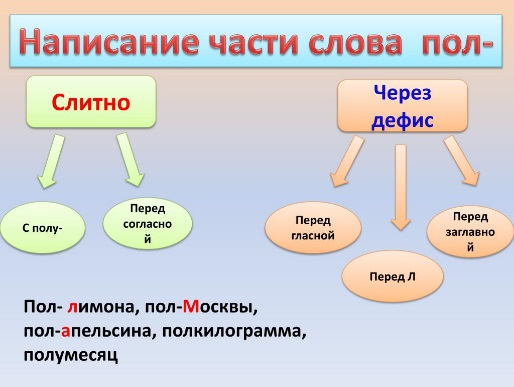 Написание части слова пол-
Слитно
Через
дефис
С полу-
Перед
согласно
й
Перед
гласной
Перед Л
Перед
заглавно
й
Пол- лимона, пол-Москвы,
пол-апельсина, полкилограмма,
полумесяц